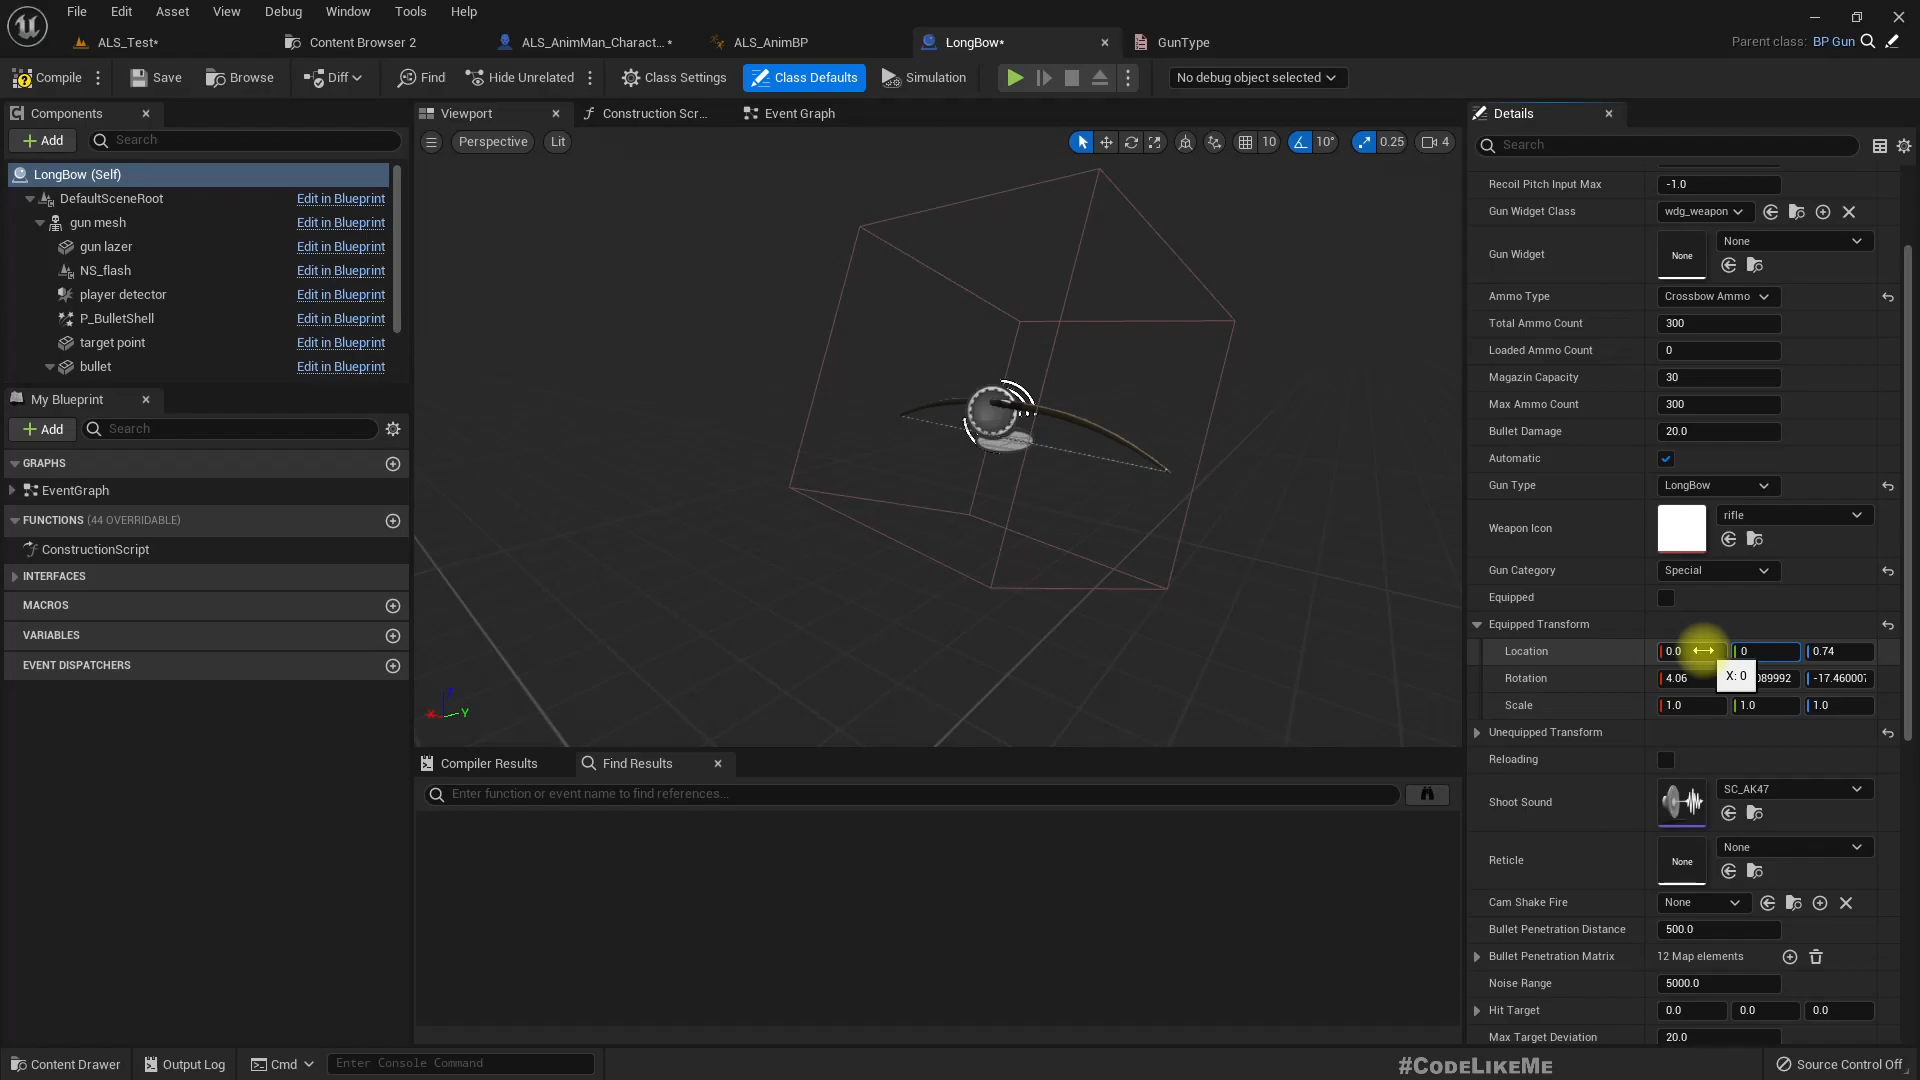 File Edit Asset View Debug Window Tools Help
ALS_Test* Content Browser 2 ALS_AnimMan_Charact... * ALS_AnimBP LongBow* GunType Parent class: BP Gun
Compile Save Browse Diff Find Hide Unrelated Class Settings Class Defaults Simulation No debug object selected
Components Viewport Construction Scr... Event Graph Details
Add Search Perspective Lit 10 10° 0.25 4 Search
LongBow (Self)
DefaultSceneRoot Edit in Blueprint
gun mesh Edit in Blueprint
gun lazer Edit in Blueprint
NS_flash Edit in Blueprint
player detector Edit in Blueprint
P_BulletShell Edit in Blueprint
target point Edit in Blueprint
bullet Edit in Blueprint
My Blueprint
Add Search
GRAPHS
EventGraph
FUNCTIONS (44 OVERRIDABLE)
ConstructionScript
INTERFACES
MACROS
VARIABLES
EVENT DISPATCHERS
X Y
Compiler Results Find Results
Enter function or event name to find references...
Recoil Pitch Input Max -1.0
Gun Widget Class wdg_weapon
Gun Widget None None
Ammo Type Crossbow Ammo
Total Ammo Count 300
Loaded Ammo Count 0
Magazin Capacity 30
Max Ammo Count 300
Bullet Damage 20.0
Automatic
Gun Type LongBow
Weapon Icon rifle
Gun Category Special
Equipped
Equipped Transform
Location 0.0 0 0.74
X: 0
Rotation 4.06 089992 -17.460007
Scale 1.0 1.0 1.0
Unequipped Transform
Reloading
Shoot Sound SC_AK47
Reticle None None
Cam Shake Fire None
Bullet Penetration Distance 500.0
Bullet Penetration Matrix 12 Map elements
Noise Range 5000.0
Hit Target 0.0 0.0 0.0
Max Target Deviation 20.0
Content Drawer Output Log Cmd Enter Console Command #CodeLikeMe Source Control Off